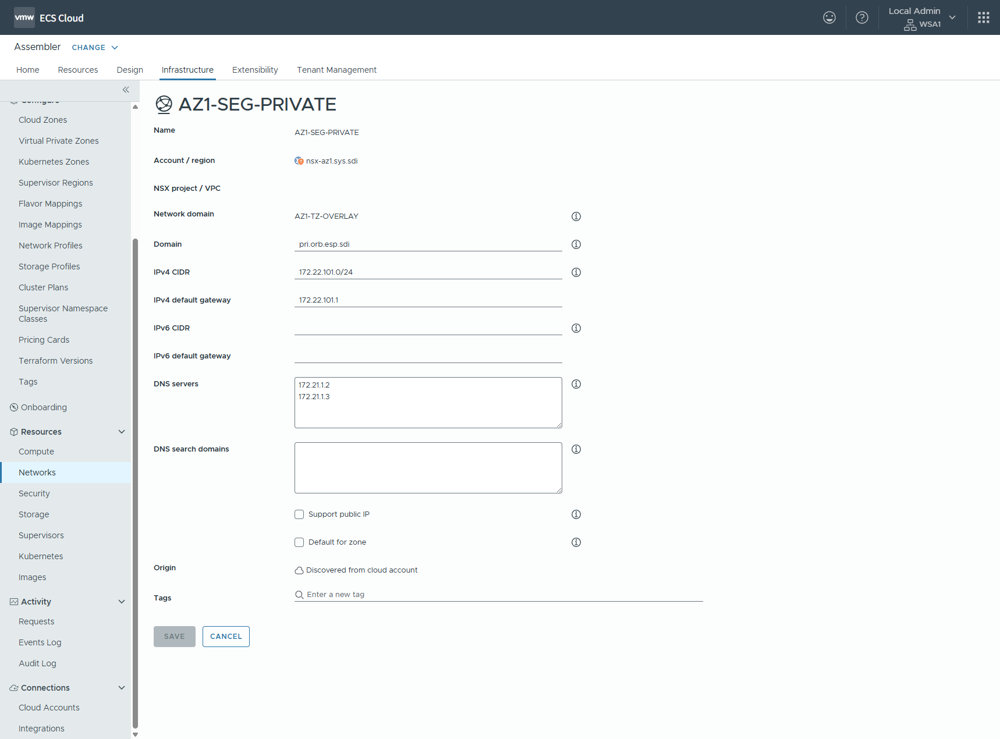 vmw ECS Cloud
Local Admin
WSA1
Assembler CHANGE
Home Resources Design Infrastructure Extensibility Tenant Management
Configure
Cloud Zones
Virtual Private Zones
Kubernetes Zones
Supervisor Regions
Flavor Mappings
Image Mappings
Network Profiles
Storage Profiles
Cluster Plans
Supervisor Namespace
Classes
Pricing Cards
Terraform Versions
Tags
Onboarding
Resources
Compute
Networks
Security
Storage
Supervisors
Kubernetes
Images
Activity
Requests
Events Log
Audit Log
Connections
Cloud Accounts
Integrations
AZ1-SEG-PRIVATE
Name AZ1-SEG-PRIVATE
Account / region nsx-az1.sys.sdi
NSX project / VPC
Network domain AZ1-TZ-OVERLAY
Domain pri.orb.esp.sdi
IPv4 CIDR 172.22.101.0/24
IPv4 default gateway 172.22.101.1
IPv6 CIDR
IPv6 default gateway
DNS servers 172.21.1.2
172.21.1.3
DNS search domains
Support public IP
Default for zone
Origin Discovered from cloud account
Tags Enter a new tag
SAVE CANCEL